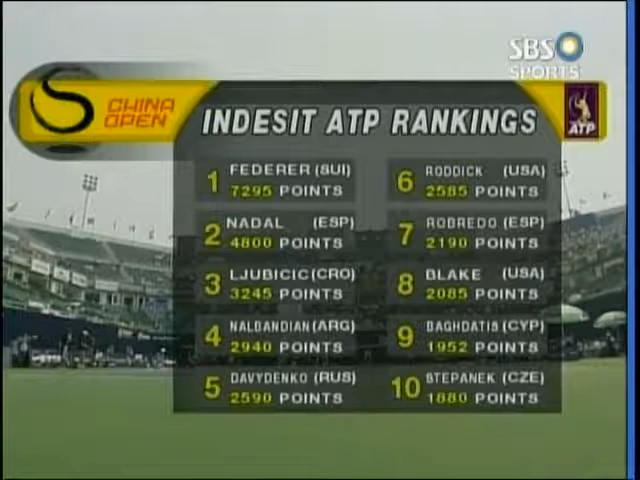 SBS
SPORTS
CHINA
OPEN
INDESIT ATP RANKINGS
ATP
1 FEDERER (SUI)
7295 POINTS
2 NADAL (ESP)
4800 POINTS
3 LJUBICIC (CRO)
3245 POINTS
4 NALBANDIAN (ARG)
2940 POINTS
5 DAVYDENKO (RUS)
2590 POINTS
6 RODDICK (USA)
2585 POINTS
7 ROBREDO (ESP)
2190 POINTS
8 BLAKE (USA)
2085 POINTS
9 BAGHDATIS (CYP)
1952 POINTS
10 STEPANEK (CZE)
1880 POINTS